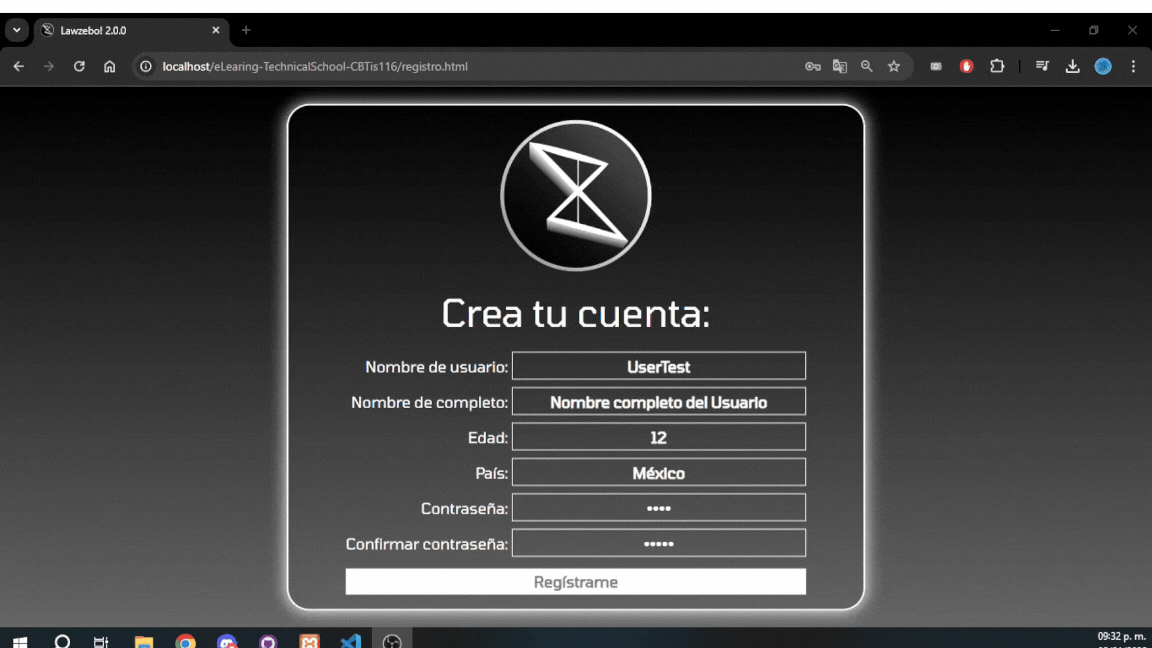 Lawzebo! 2.0.0
localhost/eLearing-TechnicalSchool-CBTis116/registro.html
Crea tu cuenta:
Nombre de usuario: UserTest
Nombre de completo: Nombre completo del Usuario
Edad: 12
País: México
Contraseña: ••••
Confirmar contraseña: •••••
Regístrame
09:32 p. m.